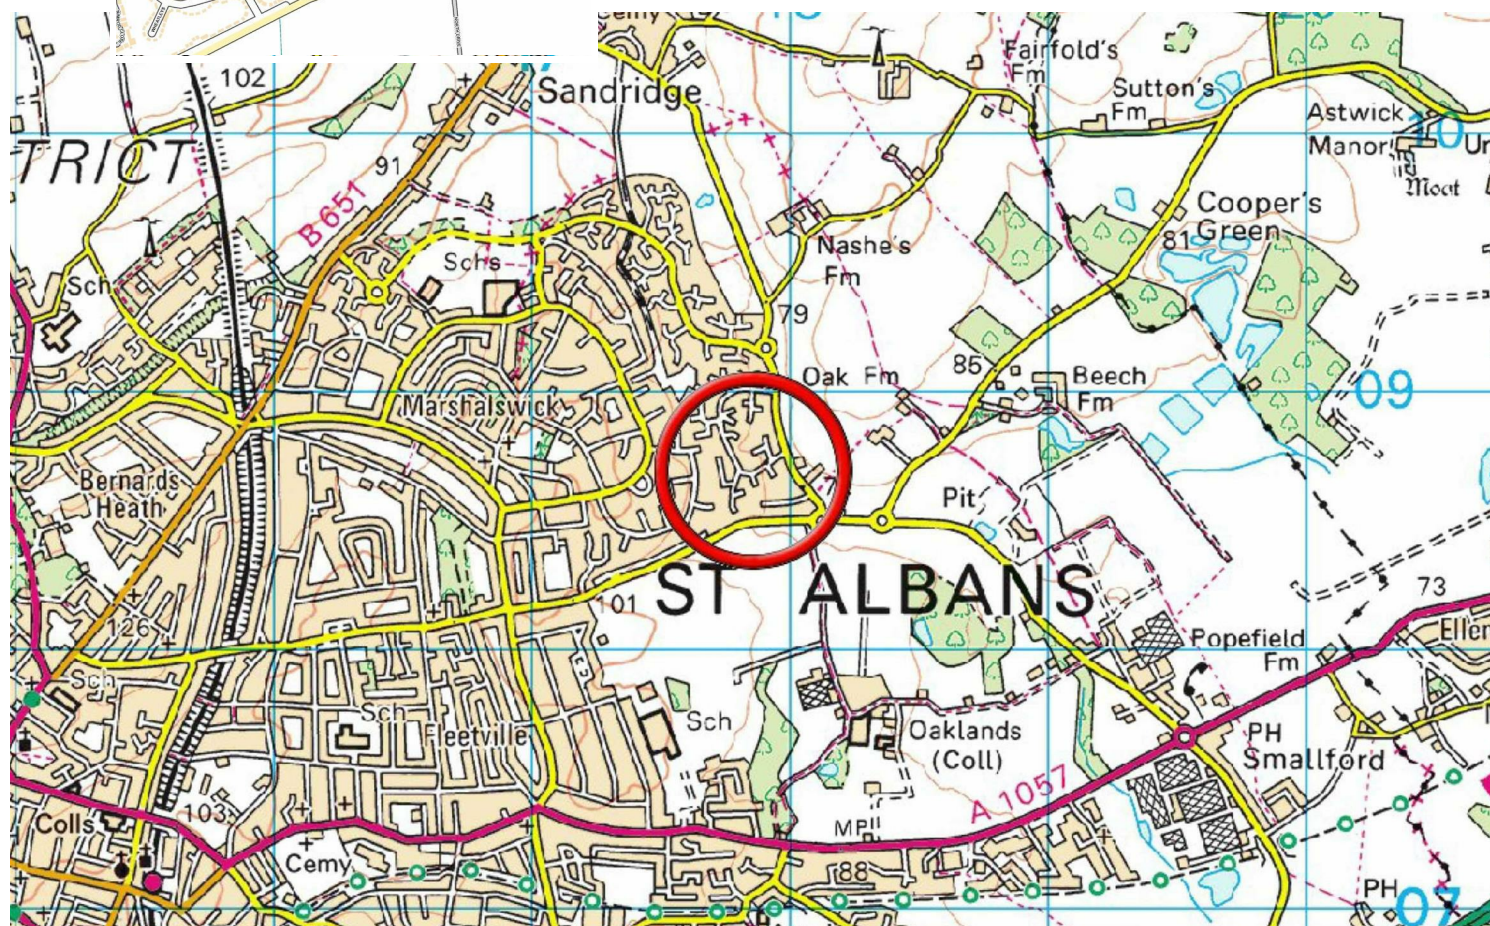 Cemy
102
Sandridge
Fairfold's
Fm
Sutton's
Fm
Astwick
Manor
10
Moat
TRICT
91
B 651
Cooper's
Green
81
Nashe's
Fm
Sch
Schs
79
Oak Fm
85
Beech
Fm
09
Marshalswick
Bernards
Heath
Pit
ST ALBANS
101
73
126
Popefield
Fm
Sch
Sch
Fleetville
Sch
Oaklands
(Coll)
PH
Smallford
A 1057
103
Colls
MP
Cemy
88
PH
07